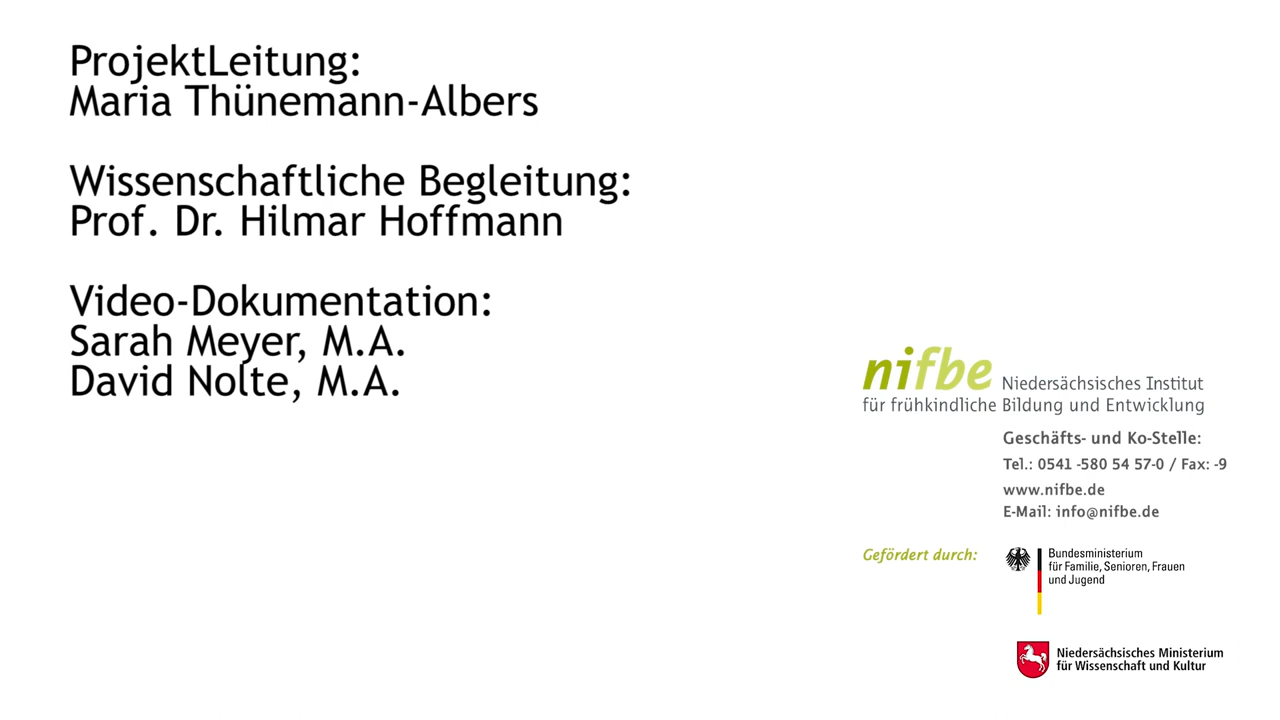 ProjektLeitung:
Maria Thünemann-Albers
Wissenschaftliche Begleitung:
Prof. Dr. Hilmar Hoffmann
Video-Dokumentation:
Sarah Meyer, M.A.
David Nolte, M.A.
nifbe Niedersächsisches Institut
für frühkindliche Bildung und Entwicklung
Geschäfts- und Ko-Stelle:
Tel.: 0541 -580 54 57-0 / Fax: -9
www.nifbe.de
E-Mail: info@nifbe.de
Gefördert durch:
Bundesministerium
für Familie, Senioren, Frauen
und Jugend
Niedersächsisches Ministerium
für Wissenschaft und Kultur